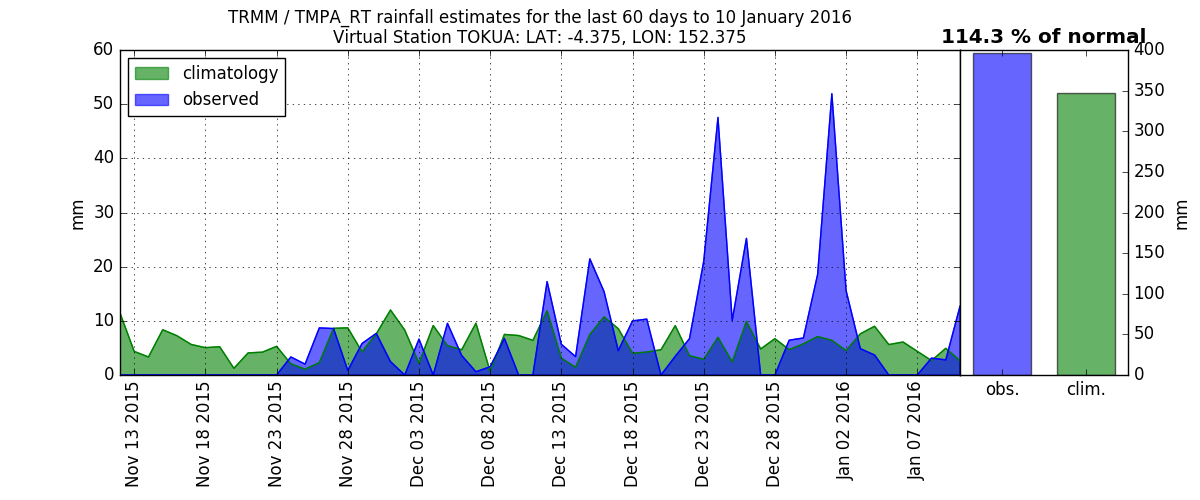 TRMM / TMPA_RT rainfall estimates for the last 60 days to 10 January 2016
Virtual Station TOKUA: LAT: -4.375, LON: 152.375
114.3 % of normal
climatology
observed
60
50
40
30
20
10
0
mm
400
350
300
250
200
150
100
50
0
mm
obs.
clim.
Nov 13 2015
Nov 18 2015
Nov 23 2015
Nov 28 2015
Dec 03 2015
Dec 08 2015
Dec 13 2015
Dec 18 2015
Dec 23 2015
Dec 28 2015
Jan 02 2016
Jan 07 2016